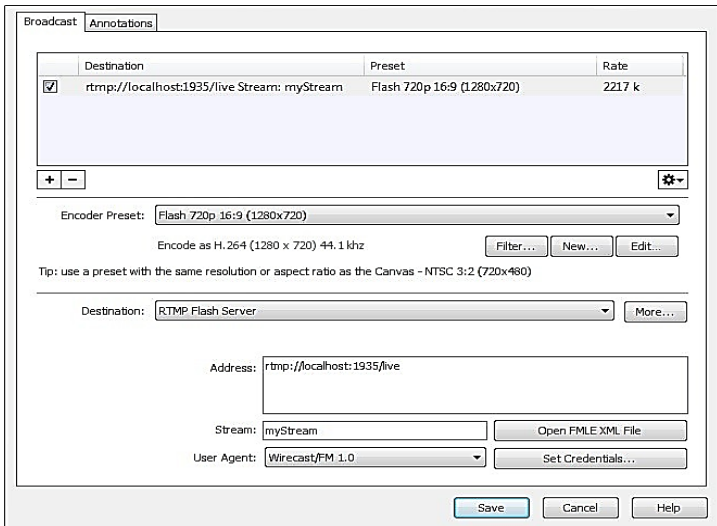 Broadcast Annotations
Destination Preset Rate
rtmp://localhost:1935/live Stream: myStream Flash 720p 16:9 (1280x720) 2217 k
+ −
Encoder Preset: Flash 720p 16:9 (1280x720)
Encode as H.264 (1280 x 720) 44.1 khz Filter... New... Edit...
Tip: use a preset with the same resolution or aspect ratio as the Canvas - NTSC 3:2 (720x480)
Destination: RTMP Flash Server More...
Address: rtmp://localhost:1935/live
Stream: myStream Open FMLE XML File
User Agent: Wirecast/FM 1.0 Set Credentials...
Save Cancel Help